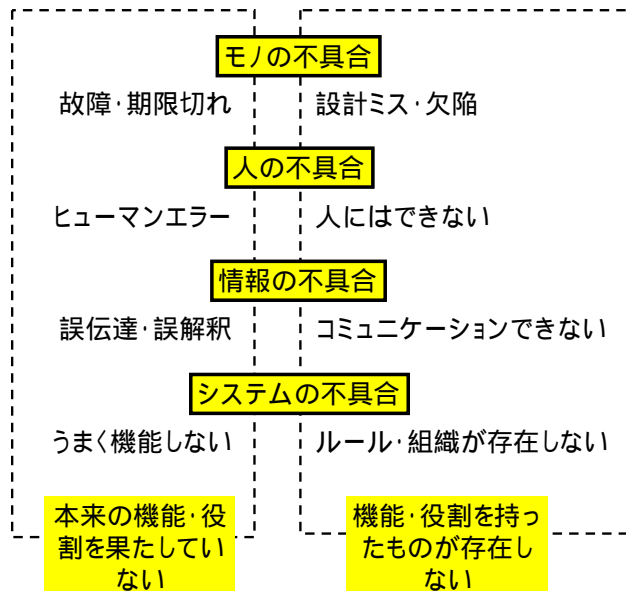 モノの不具合
故障・期限切れ
設計ミス・欠陥
人の不具合
ヒューマンエラー
人にはできない
情報の不具合
誤伝達・誤解釈
コミュニケーションできない
システムの不具合
うまく機能しない
ルール・組織が存在しない
本来の機能・役
割を果たしてい
ない
機能・役割を持っ
たものが存在し
ない